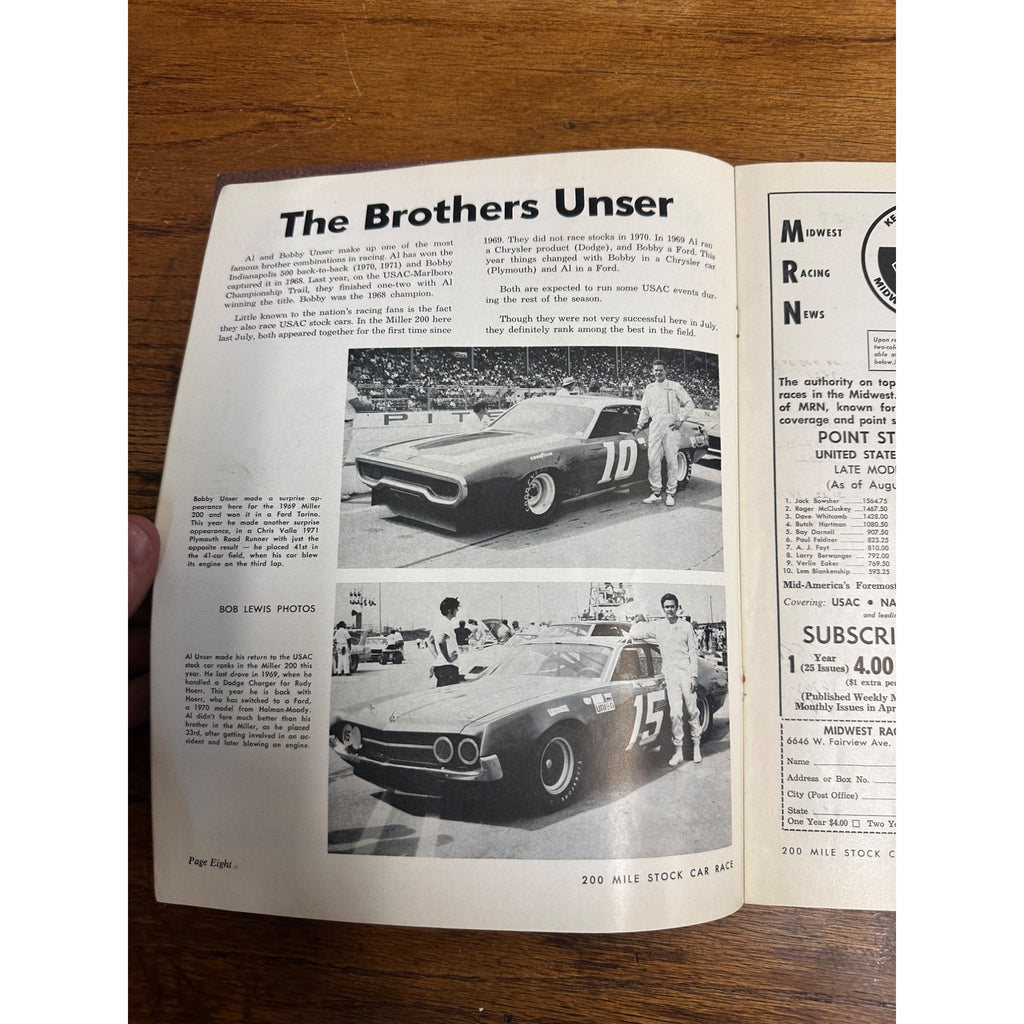 The Brothers Unser
Al and Bobby Unser make up one of the most
famous brother combinations in racing. Al has won the
Indianapolis 500 back-to-back (1970, 1971) and Bobby
captured it in 1968. Last year, on the USAC-Marlboro
Championship Trail, they finished one-two with Al
winning the title. Bobby was the 1968 champion.
Little known to the nation's racing fans is the fact
they also race USAC stock cars. In the Miller 200 here
last July, both appeared together for the first time since
1969. They did not race stocks in 1970. In 1969 Al ran
a Chrysler product (Dodge), and Bobby a Ford. This
year things changed with Bobby in a Chrysler car
(Plymouth) and Al in a Ford.
Both are expected to run some USAC events dur-
ing the rest of the season.
Though they were not very successful here in July,
they definitely rank among the best in the field.
PITS
GOODYEAR
10
Bobby Unser made a surprise ap-
pearance here for the 1969 Miller
200 and won it in a Ford Torino.
This year he made another surprise
appearance, in a Chris Vallo 1971
Plymouth Road Runner with just the
opposite result — he placed 41st in
the 41-car field, when his car blew
its engine on the third lap.
BOB LEWIS PHOTOS
Al Unser made his return to the USAC
stock car ranks in the Miller 200 this
year. He last drove in 1969, when he
handled a Dodge Charger for Rudy
Hoerr. This year he is back with
Hoerr, who has switched to a Ford,
a 1970 model from Holman-Moody.
Al didn't fare much better than his
brother in the Miller, as he placed
33rd, after getting involved in an ac-
cident and later blowing an engine.
15
15
Page Eight
200 MILE STOCK CAR RACE
MIDWEST
RACING
NEWS
KE
MIDW
Upon re
two-col
able as
below.)
The authority on top
races in the Midwest.
of MRN, known for
coverage and point s
POINT ST
UNITED STATE
LATE MOD
(As of Augu
1. Jack Bowsher 1564.75
2. Roger McCluskey 1467.50
3. Dave Whitcomb 1428.00
4. Butch Hartman 1080.50
5. Bay Darnell 907.50
6. Paul Feldner 823.25
7. A. J. Foyt 810.00
8. Larry Berwanger 792.00
9. Verlin Eaker 769.50
10. Lem Blankenship 593.25
Mid-America's Foremost
Covering: USAC • NA
and leadi
SUBSCRI
1 Year (25 Issues) 4.00
($1 extra per
(Published Weekly M
Monthly Issues in Apr
MIDWEST RAC
6646 W. Fairview Ave.
Name
Address or Box No.
City (Post Office)
State
One Year $4.00 ☐ Two Ye
200 MILE STOCK C